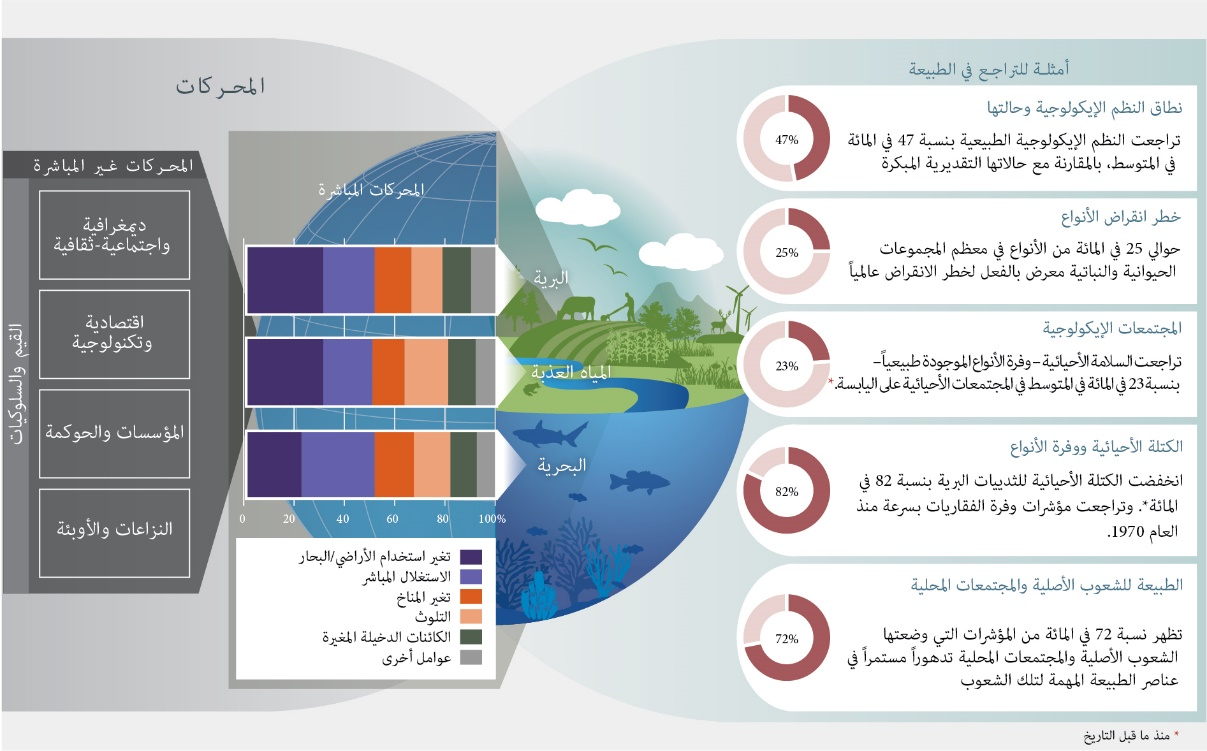 أمثلة للتراجع في الطبيعة
نطاق النظم الإيكولوجية وحالتها
تراجعت النظم الإيكولوجية الطبيعية بنسبة 47 في المائة
في المتوسط، بالمقارنة مع حالاتها التقديرية المبكرة
47%
خطر انقراض الأنواع
حوالي 25 في المائة من الأنواع في معظم المجموعات
الحيوانية والنباتية معرض بالفعل لخطر الانقراض عالمياً
25%
المجتمعات الإيكولوجية
تراجعت السلامة الأحيائية – وفرة الأنواع الموجودة طبيعياً –
بنسبة 23 في المائة في المتوسط في المجتمعات الأحيائية على اليابسة.*
23%
الكتلة الأحيائية ووفرة الأنواع
انخفضت الكتلة الأحيائية للثدييات البرية بنسبة 82 في
المائة*. وتراجعت مؤشرات وفرة الفقاريات بسرعة منذ
العام 1970.
82%
الطبيعة للشعوب الأصلية والمجتمعات المحلية
تظهر نسبة 72 في المائة من المؤشرات التي وضعتها
الشعوب الأصلية والمجتمعات المحلية تدهوراً مستمراً في
عناصر الطبيعة المهمة لتلك الشعوب
72%
* منذ ما قبل التاريخ
المحركات
المحركات المباشرة
البرية
المياه العذبة
البحرية
0 20 40 60 80 100%
تغير استخدام الأراضي/البحار
الاستغلال المباشر
تغير المناخ
التلوث
الكائنات الدخيلة المغيرة
عوامل أخرى
المحركات غير المباشرة
ديمغرافية
واجتماعية-ثقافية
اقتصادية
وتكنولوجية
المؤسسات والحوكمة
النزاعات والأوبئة
القيم والسلوكيات